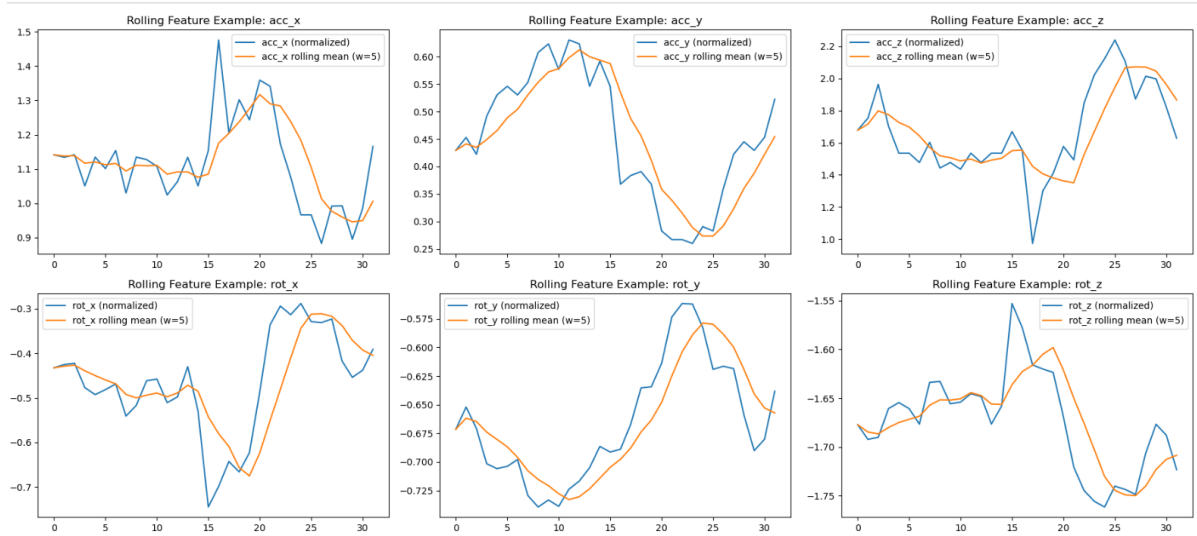 Rolling Feature Example: acc_x
acc_x (normalized)
acc_x rolling mean (w=5)
1.5
1.4
1.3
1.2
1.1
1.0
0.9
0 5 10 15 20 25 30
Rolling Feature Example: acc_y
acc_y (normalized)
acc_y rolling mean (w=5)
0.65
0.60
0.55
0.50
0.45
0.40
0.35
0.30
0.25
0 5 10 15 20 25 30
Rolling Feature Example: acc_z
acc_z (normalized)
acc_z rolling mean (w=5)
2.2
2.0
1.8
1.6
1.4
1.2
1.0
0 5 10 15 20 25 30
Rolling Feature Example: rot_x
rot_x (normalized)
rot_x rolling mean (w=5)
−0.3
−0.4
−0.5
−0.6
−0.7
0 5 10 15 20 25 30
Rolling Feature Example: rot_y
rot_y (normalized)
rot_y rolling mean (w=5)
−0.575
−0.600
−0.625
−0.650
−0.675
−0.700
−0.725
0 5 10 15 20 25 30
Rolling Feature Example: rot_z
rot_z (normalized)
rot_z rolling mean (w=5)
−1.55
−1.60
−1.65
−1.70
−1.75
0 5 10 15 20 25 30